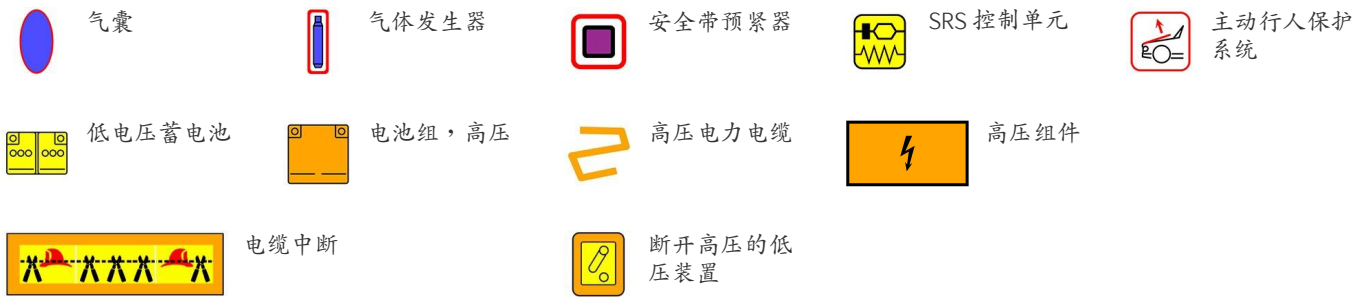 气囊
气体发生器
安全带预紧器
SRS 控制单元
主动行人保护
系统
低电压蓄电池
电池组，高压
高压电力电缆
高压组件
电缆中断
断开高压的低
压装置